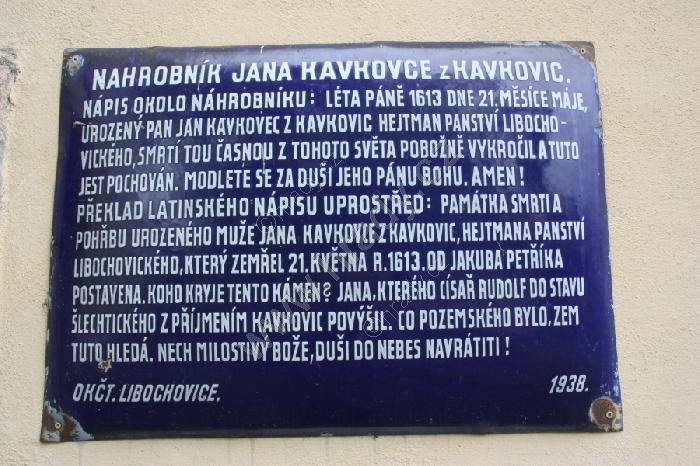 NÁHROBNÍK JANA KAVKOVCE z KAVKOVIC.
NÁPIS OKOLO NÁHROBNÍKU: LÉTA PÁNĚ 1613 DNE 21. MĚSÍCE MÁJE,
UROZENÝ PAN JAN KAVKOVEC Z KAVKOVIC HEJTMAN PANSTVÍ LIBOCHO-
VICKÉHO, SMRTÍ TOU ČASNOU Z TOHOTO SVĚTA POBOŽNĚ VYKROČIL A TUTO
JEST POCHOVÁN. MODLETE SE ZA DUŠI JEHO PÁNU BOHU, AMEN!
PŘEKLAD LATINSKÉHO NÁPISU UPROSTŘED: PAMÁTKA SMRTI A
POHŘBU UROZENÉHO MUŽE JANA KAVKOVCE Z KAVKOVIC, HEJTMANA PANSTVÍ
LIBOCHOVICKÉHO, KTERÝ ZEMŘEL 21. KVĚTNA R. 1613. OD JAKUBA PETŘÍKA
POSTAVENA. KOHO KRYJE TENTO KÁMEN? JANA, KTERÉHO CÍSAŘ RUDOLF DO STAVU
ŠLECHTICKÉHO Z PŘÍJMENÍM KAVKOVIC POVÝŠIL. CO POZEMSKÉHO BYLO, ZEM
TUTO HLEDÁ. NECH MILOSTIVÝ BOŽE, DUŠI DO NEBES NAVRÁTITI!
OKČT. LIBOCHOVICE. 1938.
www.hrady.cz